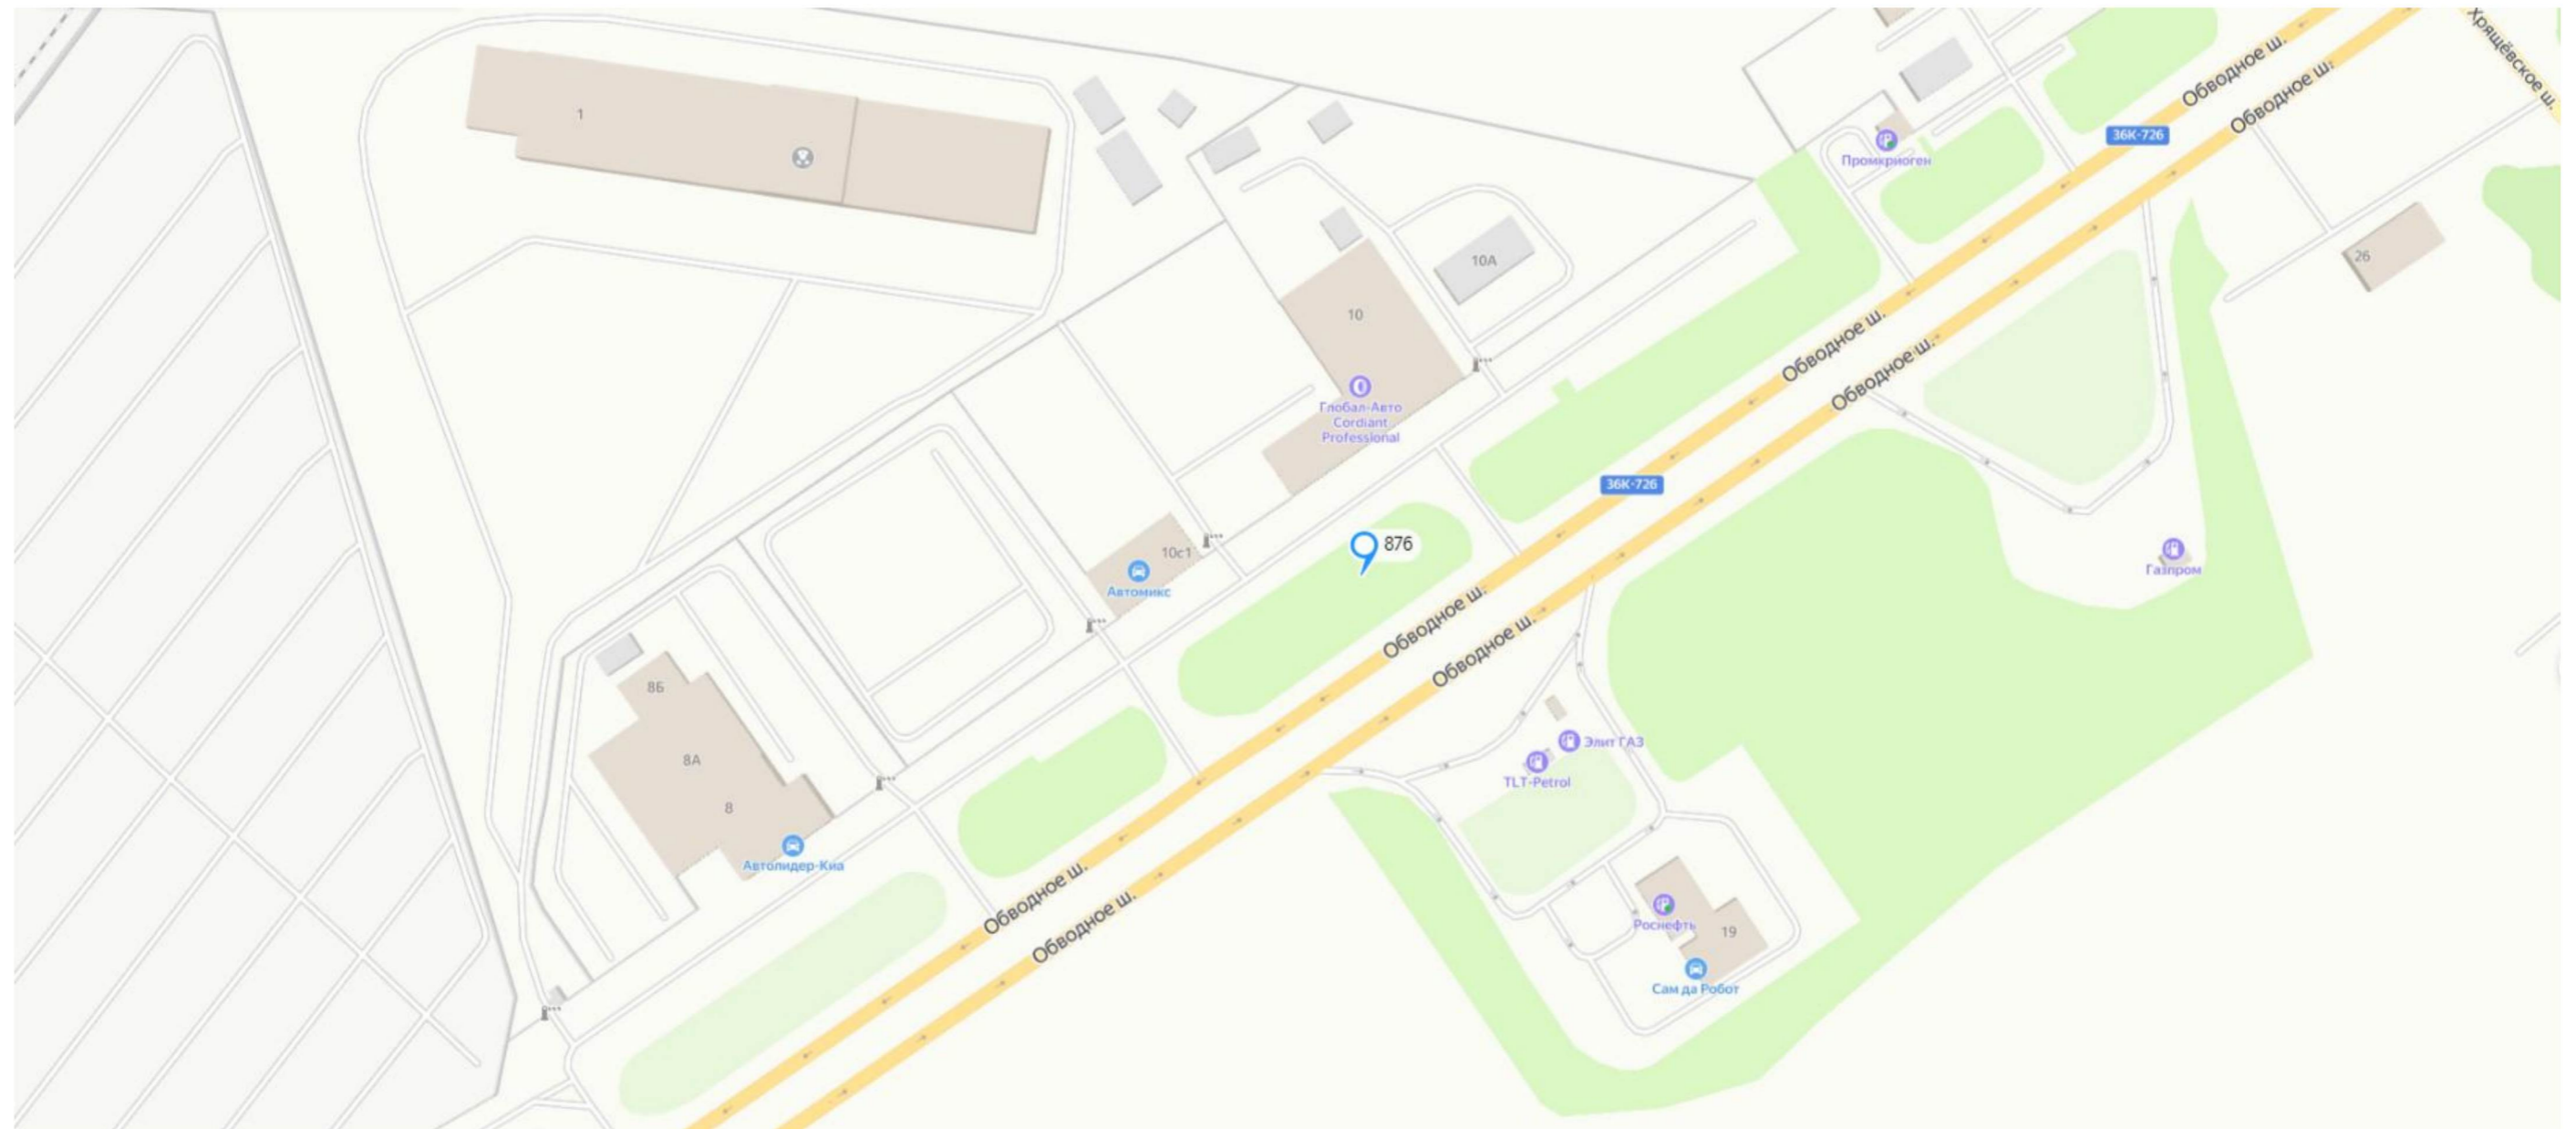 Хрящёвское ш.
Обводное ш.
Обводное ш.
36К-726
1
Промкриоген
10А
26
10
Обводное ш.
Обводное ш.
Глобал-Авто
Cordiant
Professional
36К-726
876
10с1
Автомикс
Газпром
Обводное ш.
Обводное ш.
8Б
Элит ГАЗ
TLT-Petrol
8А
8
Автолидер-Киа
Обводное ш.
Обводное ш.
Роснефть
19
Сам да Робот